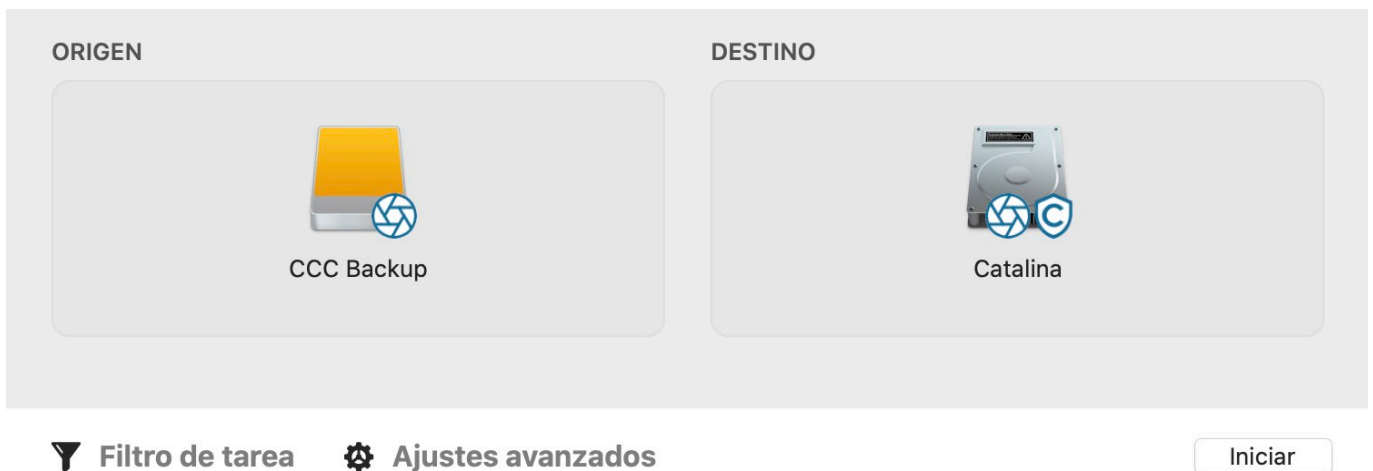 ORIGEN
DESTINO
CCC Backup
Catalina
Filtro de tarea
Ajustes avanzados
Iniciar